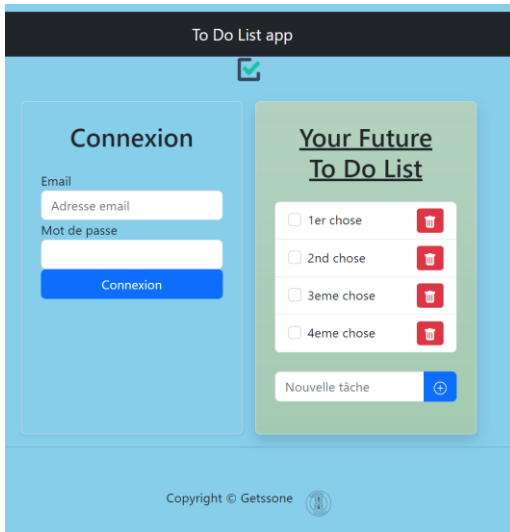 To Do List app
Connexion
Email
Adresse email
Mot de passe
Connexion
Your Future
To Do List
1er chose
2nd chose
3eme chose
4eme chose
Nouvelle tâche
Copyright © Getssone